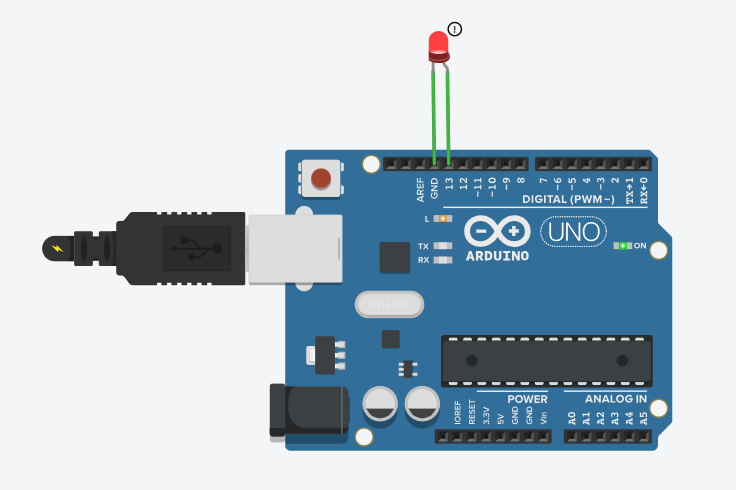 !
AREF
GND
13
12
~11
~10
~9
8
7
~6
~5
4
~3
2
TX→1
RX←0
DIGITAL (PWM~)
L
TX
RX
UNO
ARDUINO
ON
POWER
ANALOG IN
IOREF
RESET
3.3V
5V
GND
GND
Vin
A0
A1
A2
A3
A4
A5